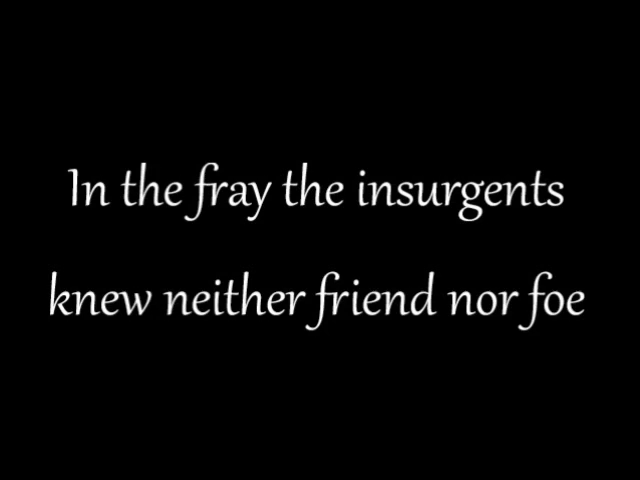 In the fray the insurgents
knew neither friend nor foe